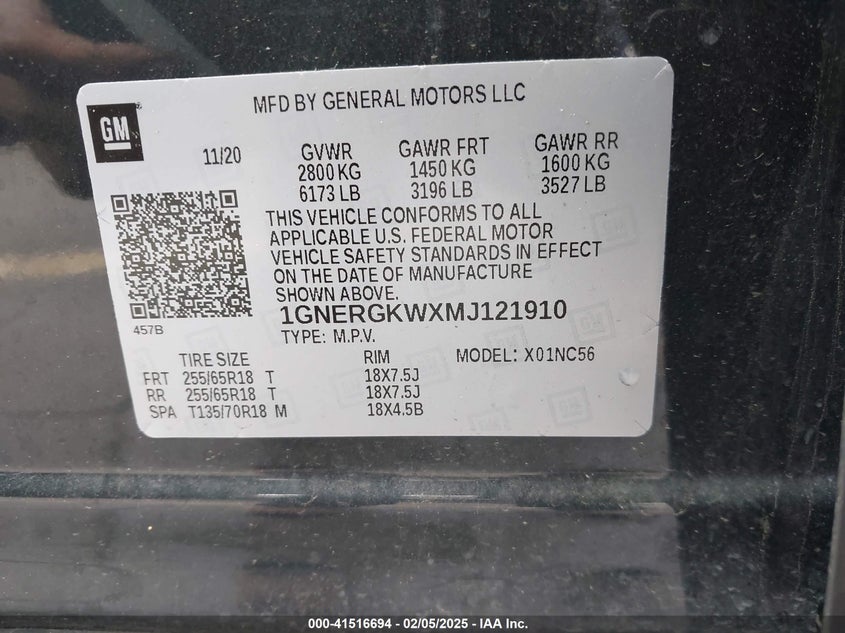 MFD BY GENERAL MOTORS LLC
GM
11/20 GVWR GAWR FRT GAWR RR
2800 KG 1450 KG 1600 KG
6173 LB 3196 LB 3527 LB
THIS VEHICLE CONFORMS TO ALL
APPLICABLE U.S. FEDERAL MOTOR
VEHICLE SAFETY STANDARDS IN EFFECT
ON THE DATE OF MANUFACTURE
SHOWN ABOVE.
1GNERGKWXMJ121910
457B
TYPE: M.P.V.
TIRE SIZE RIM MODEL: X01NC56
FRT 255/65R18 T 18X7.5J
RR 255/65R18 T 18X7.5J
SPA T135/70R18 M 18X4.5B
000-41516694 - 02/05/2025 - IAA Inc.